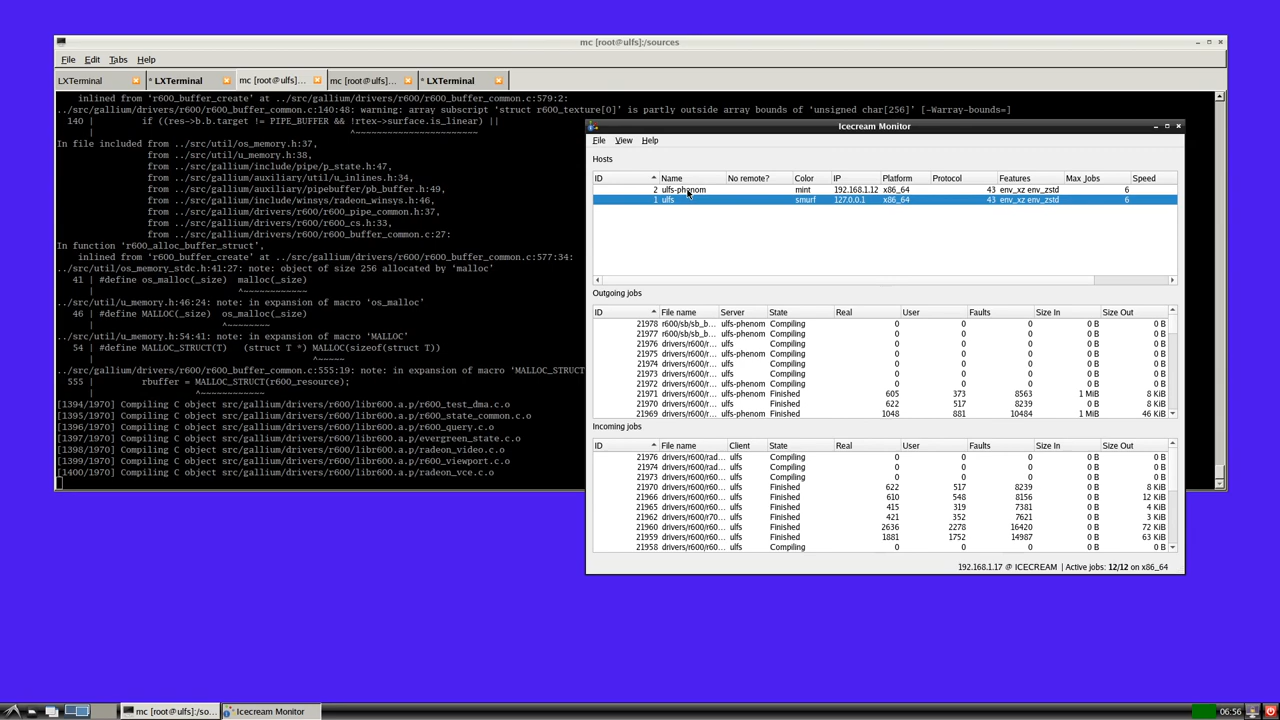 mc [root@ulfs]:/sources
File Edit Tabs Help
LXTerminal * LXTerminal mc [root@ulfs]:... mc [root@ulfs]:... * LXTerminal
inlined from ‘r600_buffer_create’ at ../src/gallium/drivers/r600/r600_buffer_common.c:579:2:
../src/gallium/drivers/r600/r600_buffer_common.c:140:48: warning: array subscript ‘struct r600_texture[0]’ is partly outside array bounds of ‘unsigned char[256]’ [-Warray-bounds=]
140 | if ((res->b.b.target != PIPE_BUFFER && !rtex->surface.is_linear) ||
| ^~~~~~~~~~~~~~~~~~~~~~~~
In file included from ../src/util/os_memory.h:37,
from ../src/util/u_memory.h:38,
from ../src/gallium/include/pipe/p_state.h:47,
from ../src/gallium/auxiliary/util/u_inlines.h:34,
from ../src/gallium/auxiliary/pipebuffer/pb_buffer.h:49,
from ../src/gallium/include/winsys/radeon_winsys.h:46,
from ../src/gallium/drivers/r600/r600_pipe_common.h:37,
from ../src/gallium/drivers/r600/r600_cs.h:33,
from ../src/gallium/drivers/r600/r600_buffer_common.c:27:
In function ‘r600_alloc_buffer_struct’,
inlined from ‘r600_buffer_create’ at ../src/gallium/drivers/r600/r600_buffer_common.c:577:34:
../src/util/os_memory_stdc.h:41:27: note: object of size 256 allocated by ‘malloc’
41 | #define os_malloc(_size) malloc(_size)
| ^~~~~~~~~~~~~
../src/util/u_memory.h:46:24: note: in expansion of macro ‘os_malloc’
46 | #define MALLOC(_size) os_malloc(_size)
| ^~~~~~~~~
../src/util/u_memory.h:54:41: note: in expansion of macro ‘MALLOC’
54 | #define MALLOC_STRUCT(T) (struct T *) MALLOC(sizeof(struct T))
| ^~~~~~
../src/gallium/drivers/r600/r600_buffer_common.c:555:19: note: in expansion of macro ‘MALLOC_STRUCT
555 | rbuffer = MALLOC_STRUCT(r600_resource);
| ^~~~~~~~~~~~~
[1394/1970] Compiling C object src/gallium/drivers/r600/libr600.a.p/r600_test_dma.c.o
[1395/1970] Compiling C object src/gallium/drivers/r600/libr600.a.p/r600_state_common.c.o
[1396/1970] Compiling C object src/gallium/drivers/r600/libr600.a.p/r600_query.c.o
[1397/1970] Compiling C object src/gallium/drivers/r600/libr600.a.p/evergreen_state.c.o
[1398/1970] Compiling C object src/gallium/drivers/r600/libr600.a.p/radeon_video.c.o
[1399/1970] Compiling C object src/gallium/drivers/r600/libr600.a.p/r600_viewport.c.o
[1400/1970] Compiling C object src/gallium/drivers/r600/libr600.a.p/radeon_vce.c.o
Icecream Monitor
File View Help
Hosts
ID Name No remote? Color IP Platform Protocol Features Max Jobs Speed
2 ulfs-phenom mint 192.168.1.12 x86_64 43 env_xz env_zstd 6
1 ulfs smurf 127.0.0.1 x86_64 43 env_xz env_zstd 6
Outgoing jobs
ID File name Server State Real User Faults Size In Size Out
21978 r600/sb/sb_b... ulfs-phenom Compiling 0 0 0 0 B 0 B
21977 r600/sb/sb_b... ulfs-phenom Compiling 0 0 0 0 B 0 B
21976 drivers/r600/r... ulfs Compiling 0 0 0 0 B 0 B
21975 drivers/r600/r... ulfs-phenom Compiling 0 0 0 0 B 0 B
21974 drivers/r600/r... ulfs Compiling 0 0 0 0 B 0 B
21973 drivers/r600/r... ulfs Compiling 0 0 0 0 B 0 B
21972 drivers/r600/r... ulfs-phenom Compiling 0 0 0 0 B 0 B
21971 drivers/r600/r... ulfs-phenom Finished 605 373 8563 1 MiB 8 KiB
21970 drivers/r600/r... ulfs Finished 622 517 8239 0 B 8 KiB
21969 drivers/r600/r... ulfs-phenom Finished 1048 881 10484 1 MiB 46 KiB
Incoming jobs
ID File name Client State Real User Faults Size In Size Out
21976 drivers/r600/rad... ulfs Compiling 0 0 0 0 B 0 B
21974 drivers/r600/rad... ulfs Compiling 0 0 0 0 B 0 B
21973 drivers/r600/r60... ulfs Compiling 0 0 0 0 B 0 B
21970 drivers/r600/r60... ulfs Finished 622 517 8239 0 B 8 KiB
21966 drivers/r600/r60... ulfs Finished 610 548 8156 0 B 12 KiB
21965 drivers/r600/r60... ulfs Finished 415 319 7381 0 B 4 KiB
21962 drivers/r600/r70... ulfs Finished 421 352 7621 0 B 3 KiB
21960 drivers/r600/r60... ulfs Finished 2636 2278 16420 0 B 72 KiB
21959 drivers/r600/r60... ulfs Finished 1881 1752 14987 0 B 63 KiB
21958 drivers/r600/r60... ulfs Compiling 0 0 0 0 B 0 B
192.168.1.17 @ ICECREAM | Active jobs: 12/12 on x86_64
mc [root@ulfs]:/so... Icecream Monitor 06:56